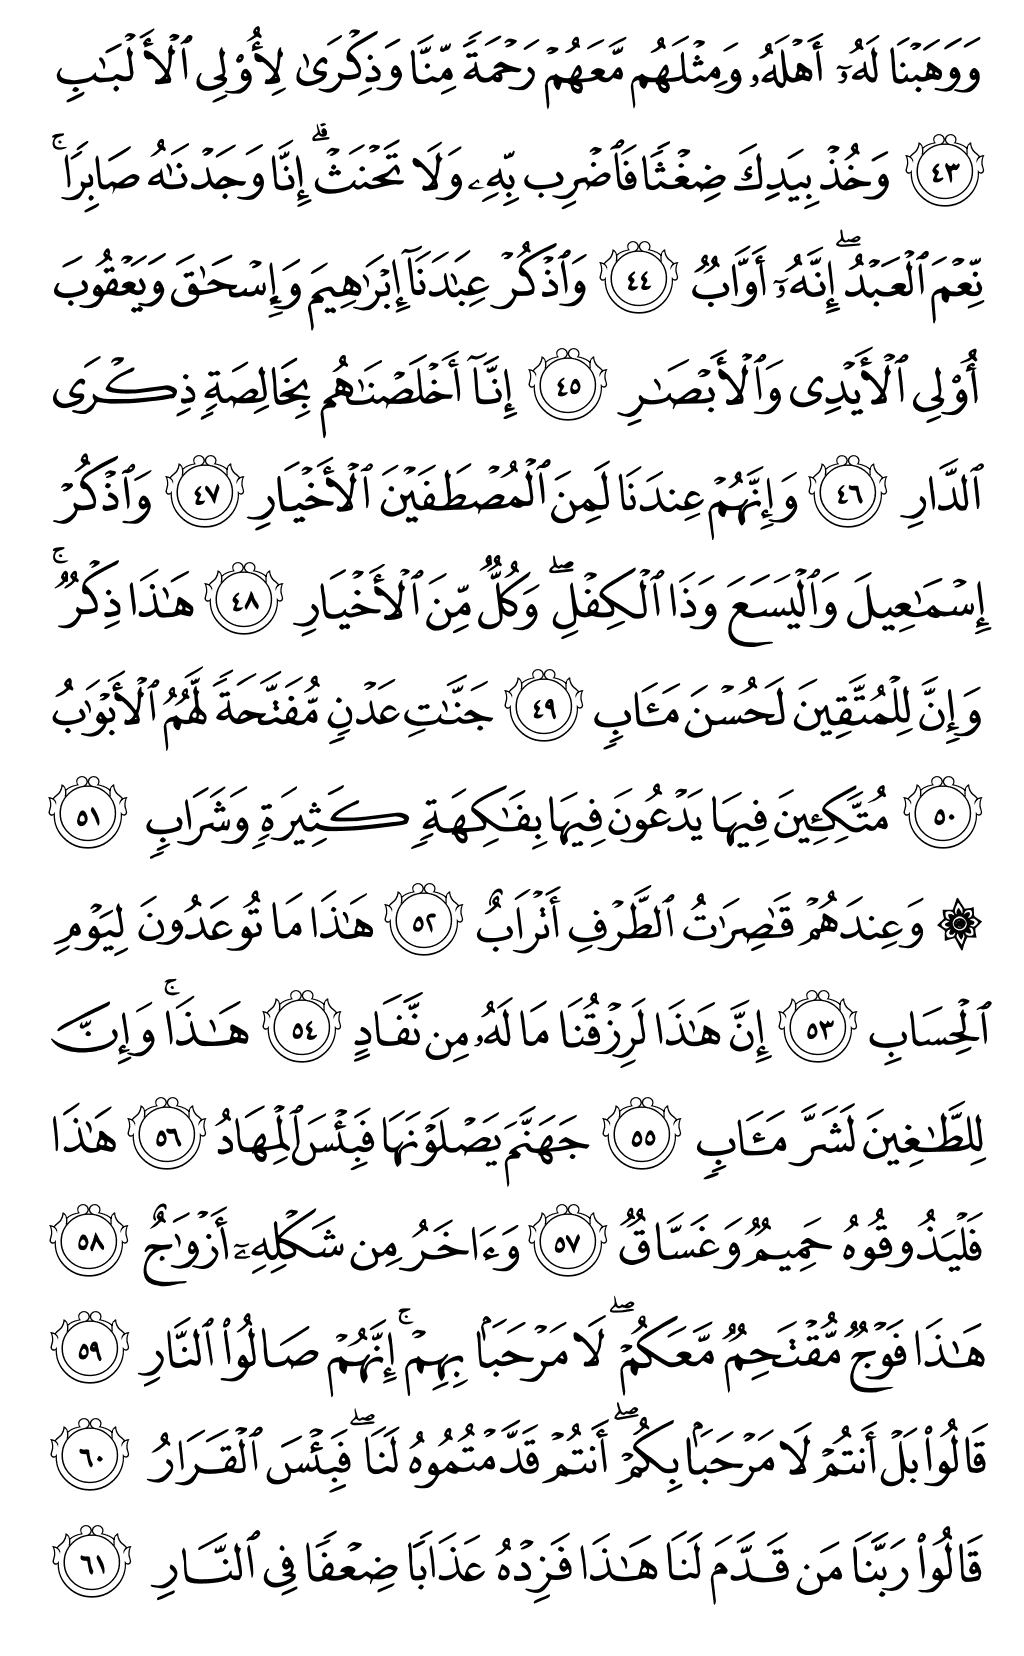 وَوَهَبْنَا لَهُۥٓ أَهْلَهُۥ وَمِثْلَهُم مَّعَهُمْ رَحْمَةً مِّنَّا وَذِكْرَىٰ لِأُو۟لِى ٱلْأَلْبَـٰبِ
٤٣ وَخُذْ بِيَدِكَ ضِغْثًا فَٱضْرِب بِّهِۦ وَلَا تَحْنَثْ ۗ إِنَّا وَجَدْنَـٰهُ صَابِرًا ۚ
نِّعْمَ ٱلْعَبْدُ ۖ إِنَّهُۥٓ أَوَّابٌ ٤٤ وَٱذْكُرْ عِبَـٰدَنَآ إِبْرَٰهِيمَ وَإِسْحَـٰقَ وَيَعْقُوبَ
أُو۟لِى ٱلْأَيْدِى وَٱلْأَبْصَـٰرِ ٤٥ إِنَّآ أَخْلَصْنَـٰهُم بِخَالِصَةٍ ذِكْرَى
ٱلدَّارِ ٤٦ وَإِنَّهُمْ عِندَنَا لَمِنَ ٱلْمُصْطَفَيْنَ ٱلْأَخْيَارِ ٤٧ وَٱذْكُرْ
إِسْمَـٰعِيلَ وَٱلْيَسَعَ وَذَا ٱلْكِفْلِ ۖ وَكُلٌّ مِّنَ ٱلْأَخْيَارِ ٤٨ هَـٰذَا ذِكْرٌ ۚ
وَإِنَّ لِلْمُتَّقِينَ لَحُسْنَ مَـَٔابٍ ٤٩ جَنَّـٰتِ عَدْنٍ مُّفَتَّحَةً لَّهُمُ ٱلْأَبْوَٰبُ
٥٠ مُتَّكِـِٔينَ فِيهَا يَدْعُونَ فِيهَا بِفَـٰكِهَةٍ كَثِيرَةٍ وَشَرَابٍ ٥١
۞ وَعِندَهُمْ قَـٰصِرَٰتُ ٱلطَّرْفِ أَتْرَابٌ ٥٢ هَـٰذَا مَا تُوعَدُونَ لِيَوْمِ
ٱلْحِسَابِ ٥٣ إِنَّ هَـٰذَا لَرِزْقُنَا مَا لَهُۥ مِن نَّفَادٍ ٥٤ هَـٰذَا ۚ وَإِنَّ
لِلطَّـٰغِينَ لَشَرَّ مَـَٔابٍ ٥٥ جَهَنَّمَ يَصْلَوْنَهَا فَبِئْسَ ٱلْمِهَادُ ٥٦ هَـٰذَا
فَلْيَذُوقُوهُ حَمِيمٌ وَغَسَّاقٌ ٥٧ وَءَاخَرُ مِن شَكْلِهِۦٓ أَزْوَٰجٌ ٥٨
هَـٰذَا فَوْجٌ مُّقْتَحِمٌ مَّعَكُمْ ۖ لَا مَرْحَبًۢا بِهِمْ ۚ إِنَّهُمْ صَالُوا۟ ٱلنَّارِ ٥٩
قَالُوا۟ بَلْ أَنتُمْ لَا مَرْحَبًۢا بِكُمْ ۖ أَنتُمْ قَدَّمْتُمُوهُ لَنَا ۖ فَبِئْسَ ٱلْقَرَارُ ٦٠
قَالُوا۟ رَبَّنَا مَن قَدَّمَ لَنَا هَـٰذَا فَزِدْهُ عَذَابًا ضِعْفًا فِى ٱلنَّارِ ٦١